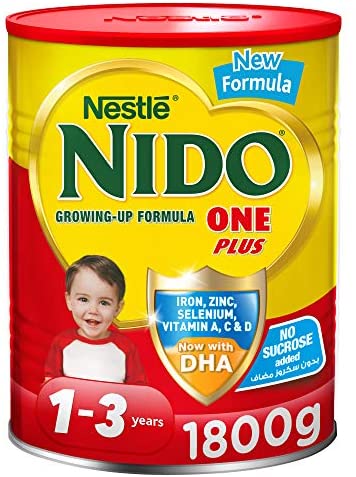 New
Formula
Nestlé®
NIDO®
GROWING-UP FORMULA ONE
PLUS
IRON, ZINC,
SELENIUM,
VITAMIN A, C & D
Now with
DHA
NO
SUCROSE
added
بدون سكروز مضاف
1-3 years
1800g